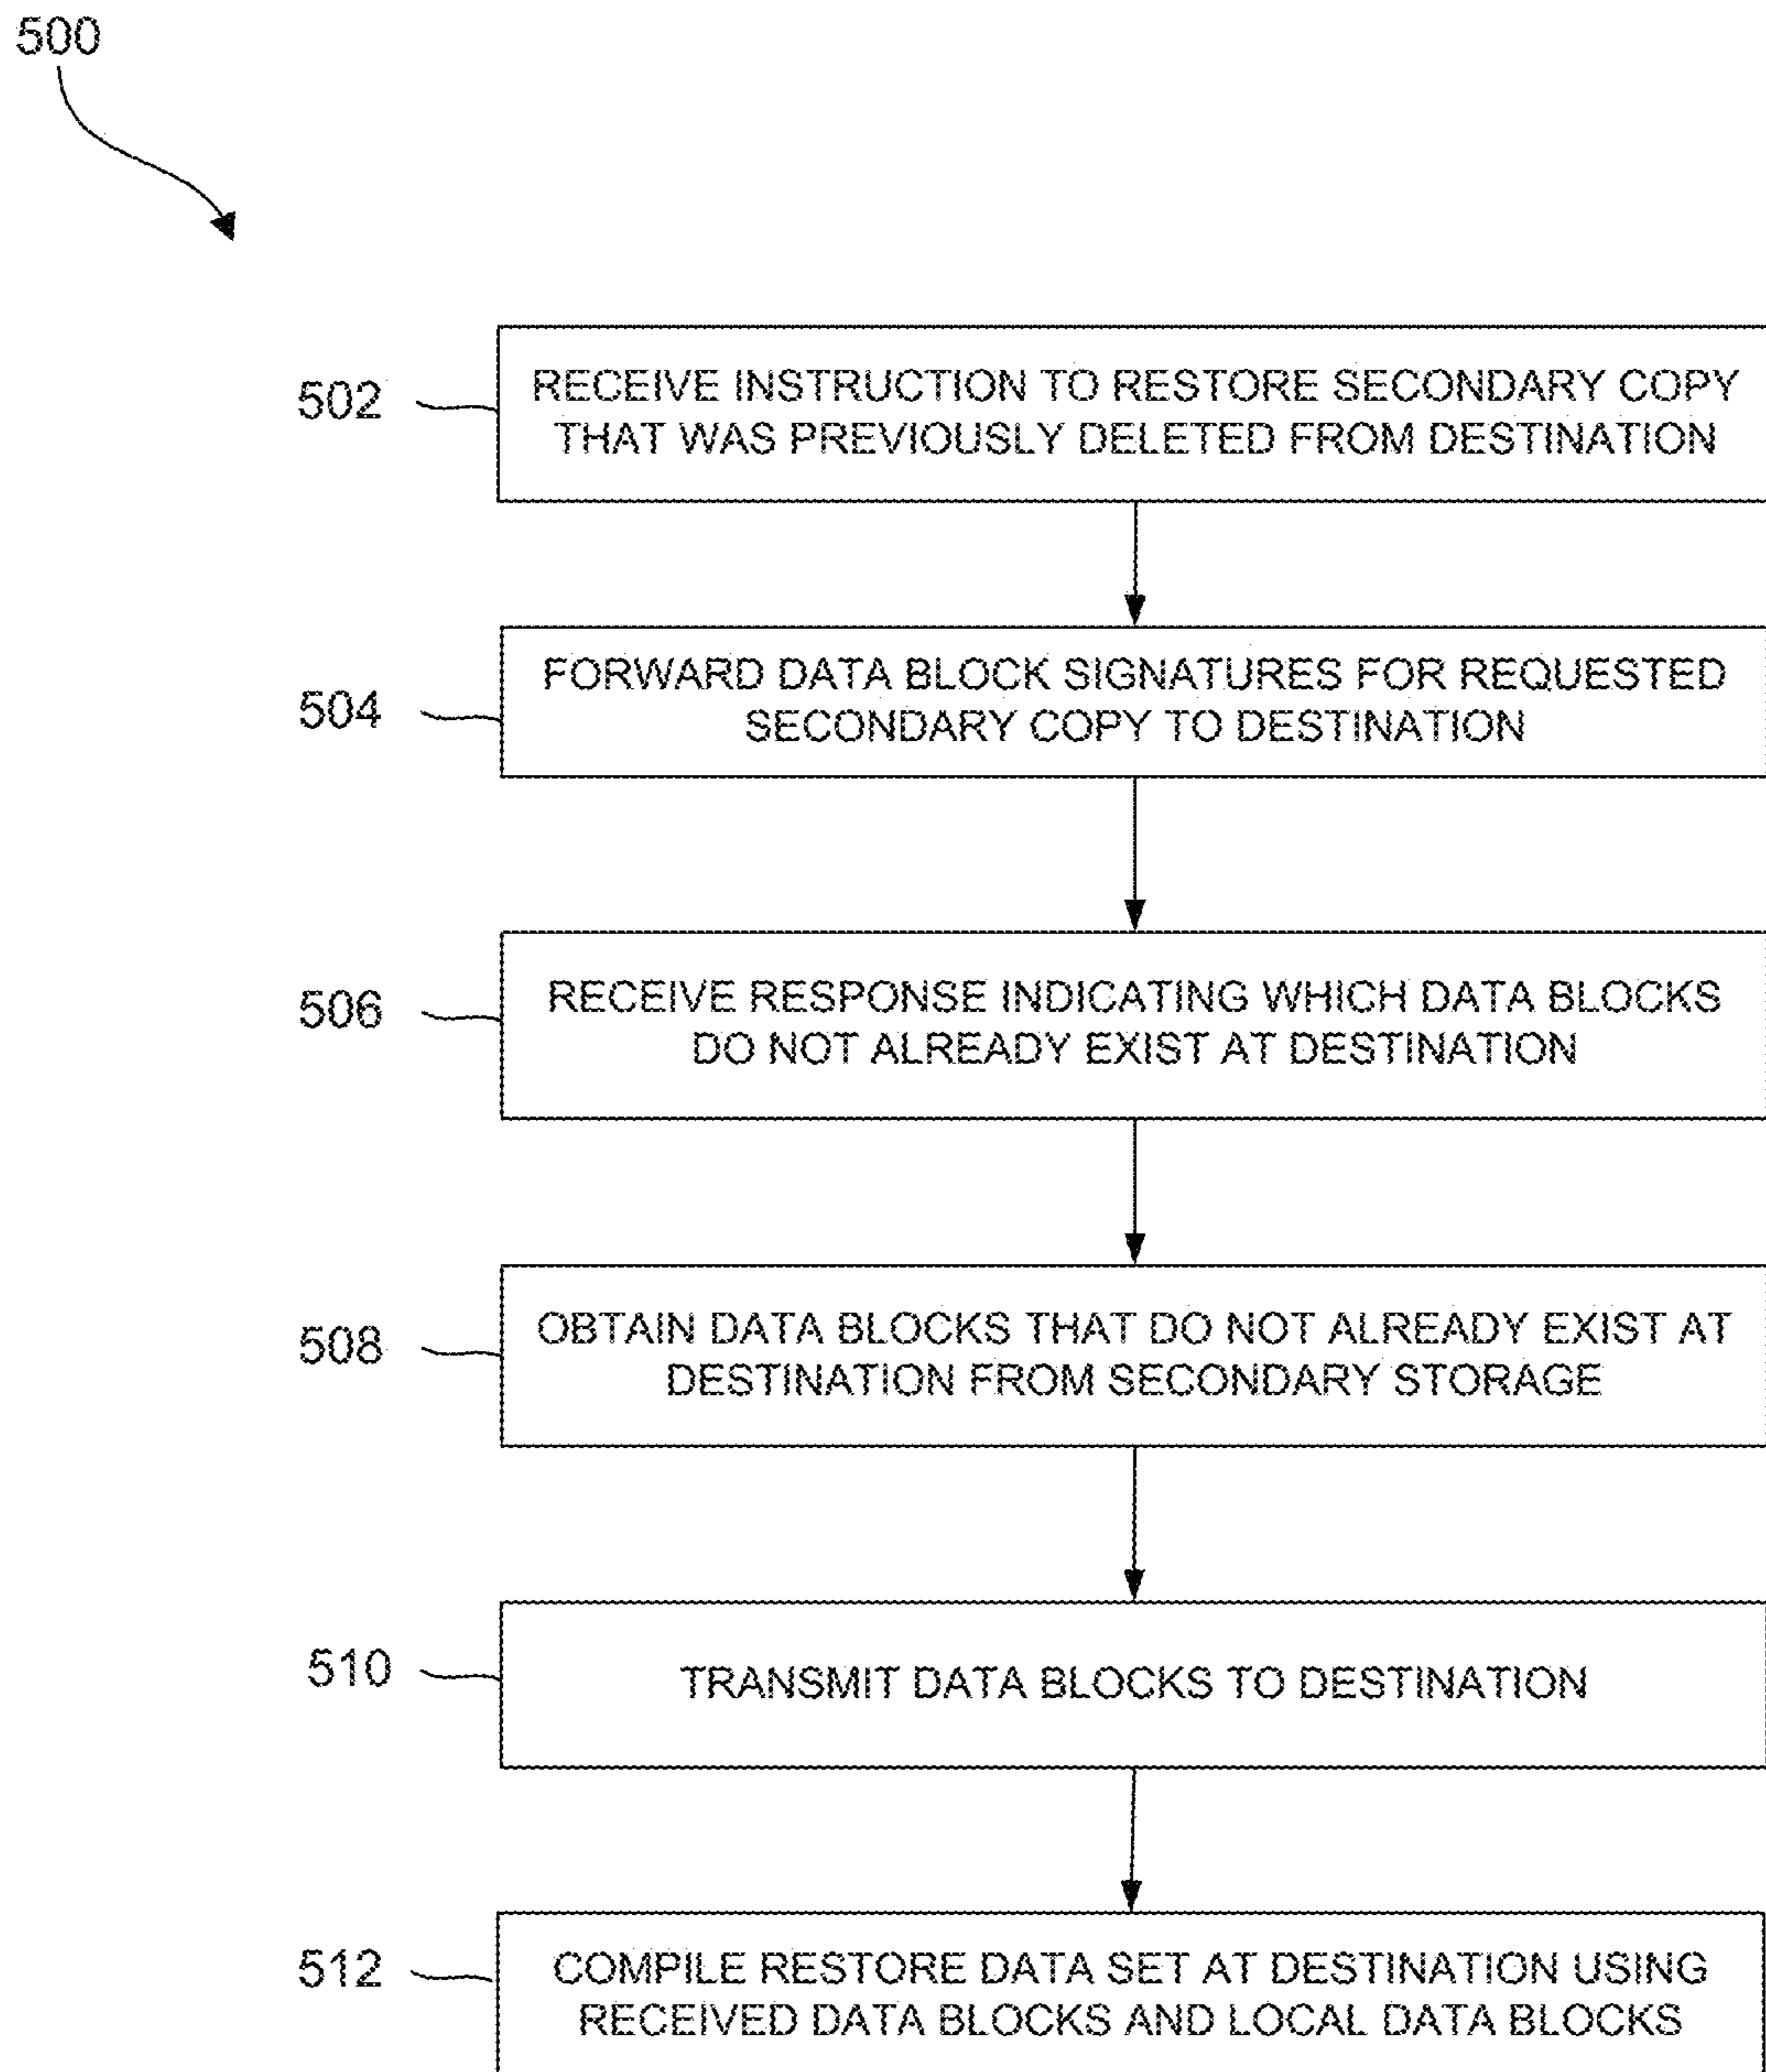 500
502
RECEIVE INSTRUCTION TO RESTORE SECONDARY COPY
THAT WAS PREVIOUSLY DELETED FROM DESTINATION
504
FORWARD DATA BLOCK SIGNATURES FOR REQUESTED
SECONDARY COPY TO DESTINATION
506
RECEIVE RESPONSE INDICATING WHICH DATA BLOCKS
DO NOT ALREADY EXIST AT DESTINATION
508
OBTAIN DATA BLOCKS THAT DO NOT ALREADY EXIST AT
DESTINATION FROM SECONDARY STORAGE
510
TRANSMIT DATA BLOCKS TO DESTINATION
512
COMPILE RESTORE DATA SET AT DESTINATION USING
RECEIVED DATA BLOCKS AND LOCAL DATA BLOCKS